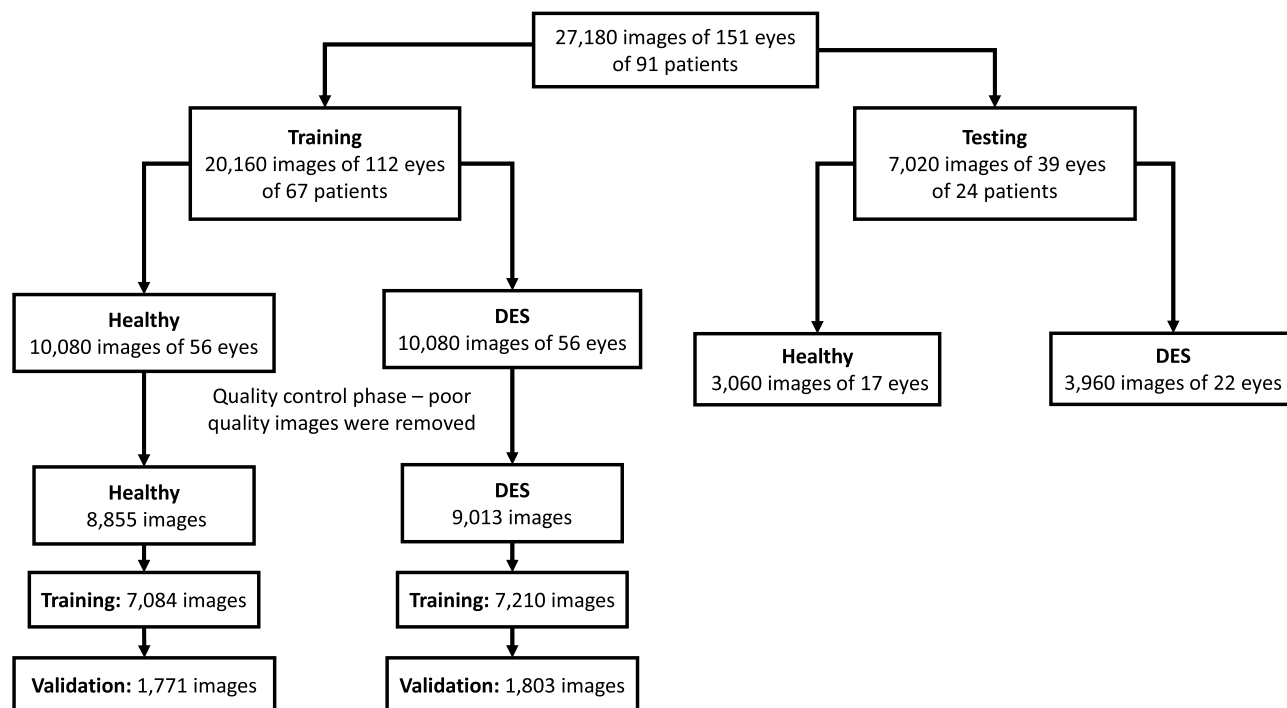 27,180 images of 151 eyes
of 91 patients
Training
20,160 images of 112 eyes
of 67 patients
Testing
7,020 images of 39 eyes
of 24 patients
Healthy
10,080 images of 56 eyes
DES
10,080 images of 56 eyes
Healthy
3,060 images of 17 eyes
DES
3,960 images of 22 eyes
Quality control phase – poor
quality images were removed
Healthy
8,855 images
DES
9,013 images
Training: 7,084 images
Training: 7,210 images
Validation: 1,771 images
Validation: 1,803 images